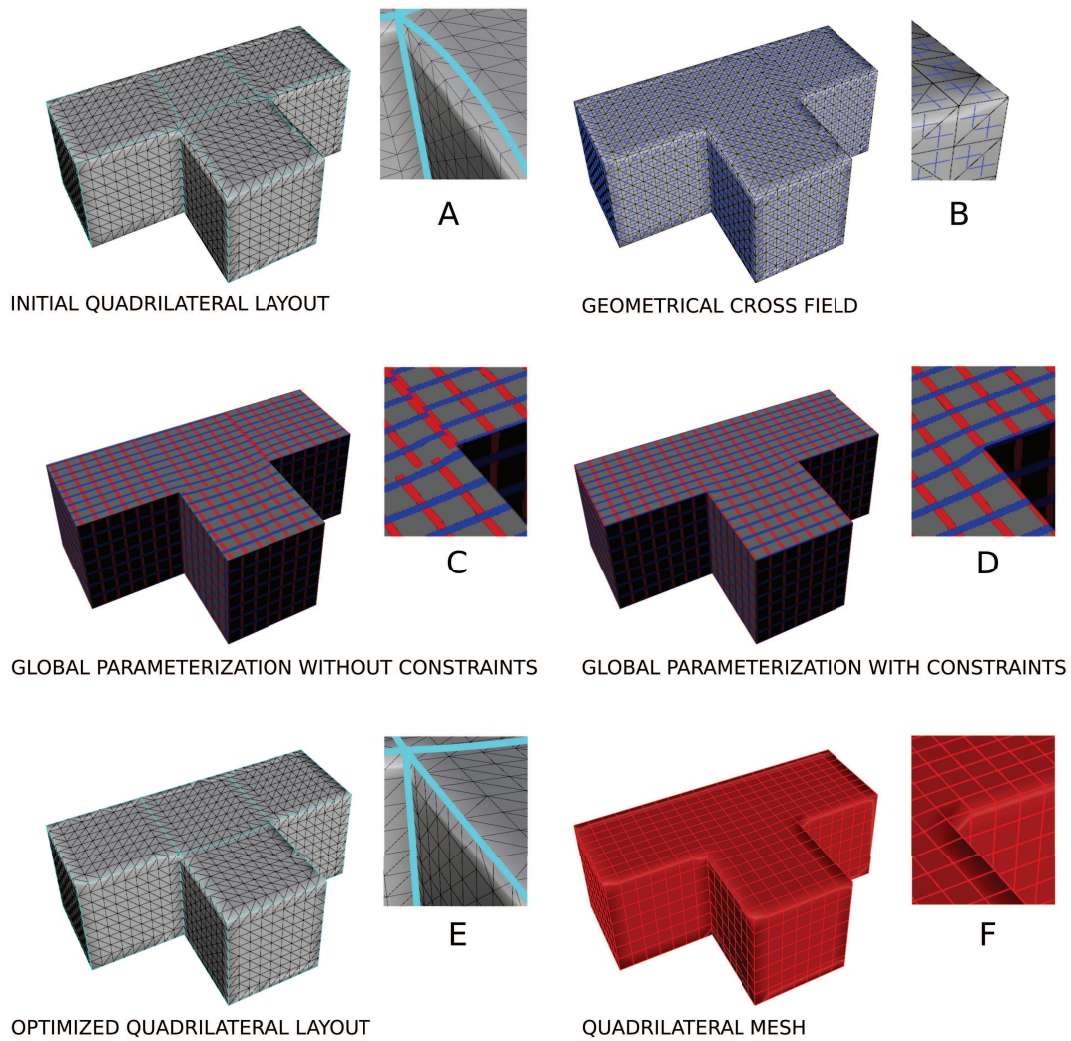 A
B
INITIAL QUADRILATERAL LAYOUT
GEOMETRICAL CROSS FIELD
C
D
GLOBAL PARAMETERIZATION WITHOUT CONSTRAINTS
GLOBAL PARAMETERIZATION WITH CONSTRAINTS
E
F
OPTIMIZED QUADRILATERAL LAYOUT
QUADRILATERAL MESH